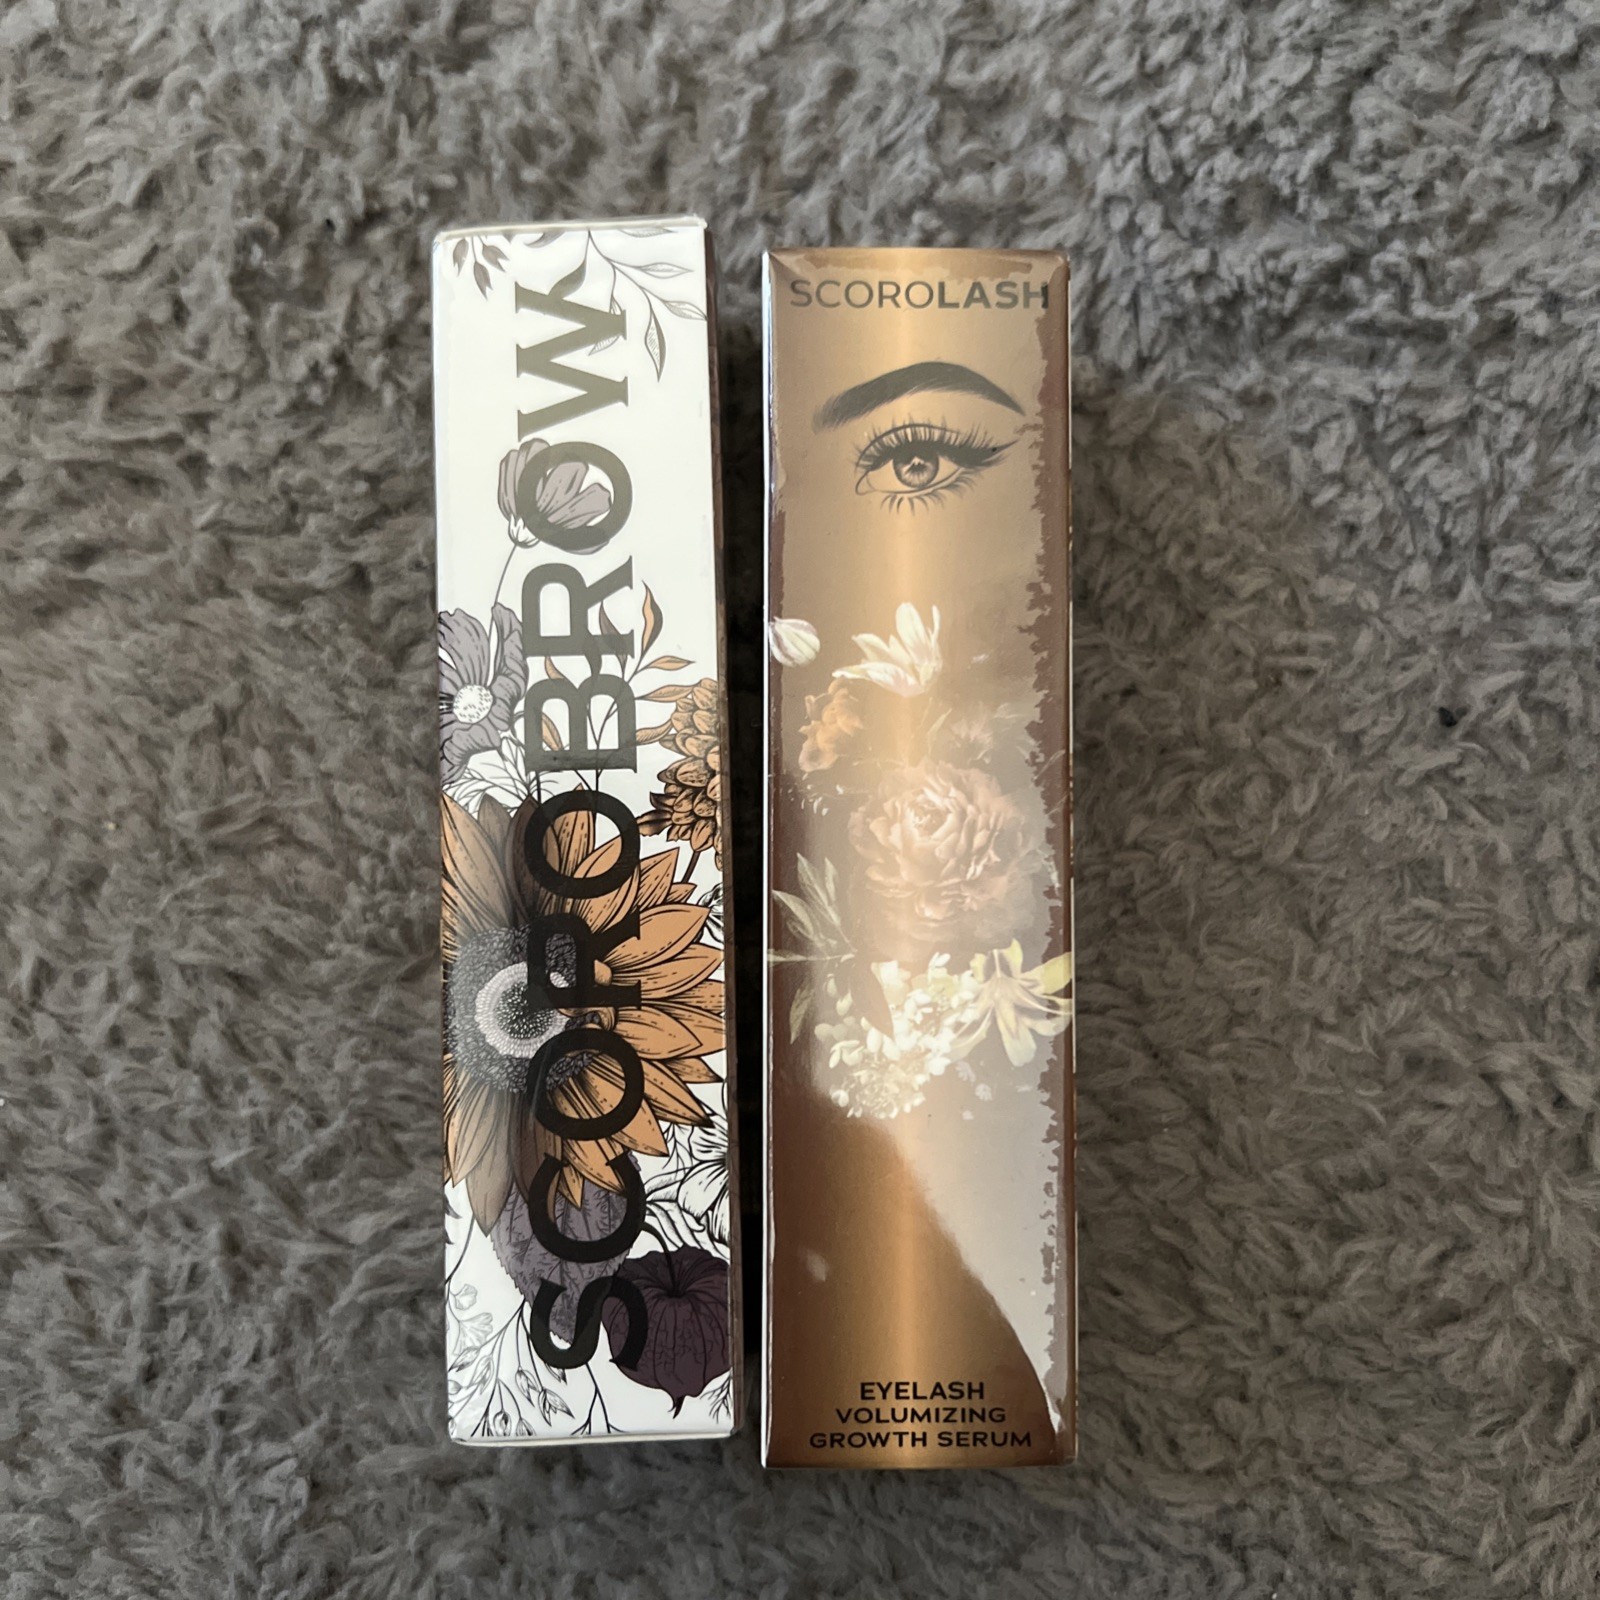 SCOROBROW
SCOROLASH
EYELASH
VOLUMIZING
GROWTH SERUM